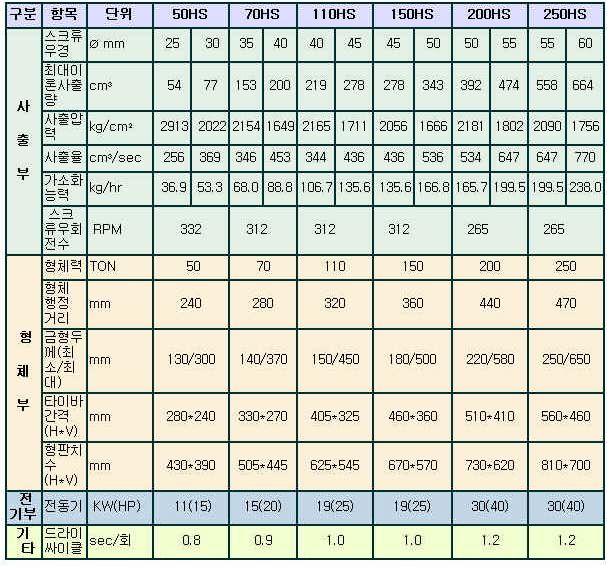 구분 항목 단위 50HS 70HS 110HS 150HS 200HS 250HS
사출부
스크류우경 ø mm 25 30 35 40 40 45 45 50 50 55 55 60
최대이론사출량 cm³ 54 77 153 200 219 278 278 343 392 474 558 664
사출압력 kg/cm² 2913 2022 2154 1649 2165 1711 2056 1666 2181 1802 2090 1756
사출율 cm³/sec 256 369 346 453 344 436 436 536 534 647 647 770
가소화능력 kg/hr 36.9 53.3 68.0 88.8 106.7 135.6 135.6 166.8 165.7 199.5 199.5 238.0
스크류우회전수 RPM 332 312 312 312 265 265
형체부
형체력 TON 50 70 110 150 200 250
형체행정거리 mm 240 280 320 360 440 470
금형두께(최소/최대) mm 130/300 140/370 150/450 180/500 220/580 250/650
타이바간격(H*V) mm 280*240 330*270 405*325 460*360 510*410 560*460
형판치수(H*V) mm 430*390 505*445 625*545 670*570 730*620 810*700
전기부 전동기 KW(HP) 11(15) 15(20) 19(25) 19(25) 30(40) 30(40)
기타 드라이싸이클 sec/회 0.8 0.9 1.0 1.0 1.2 1.2